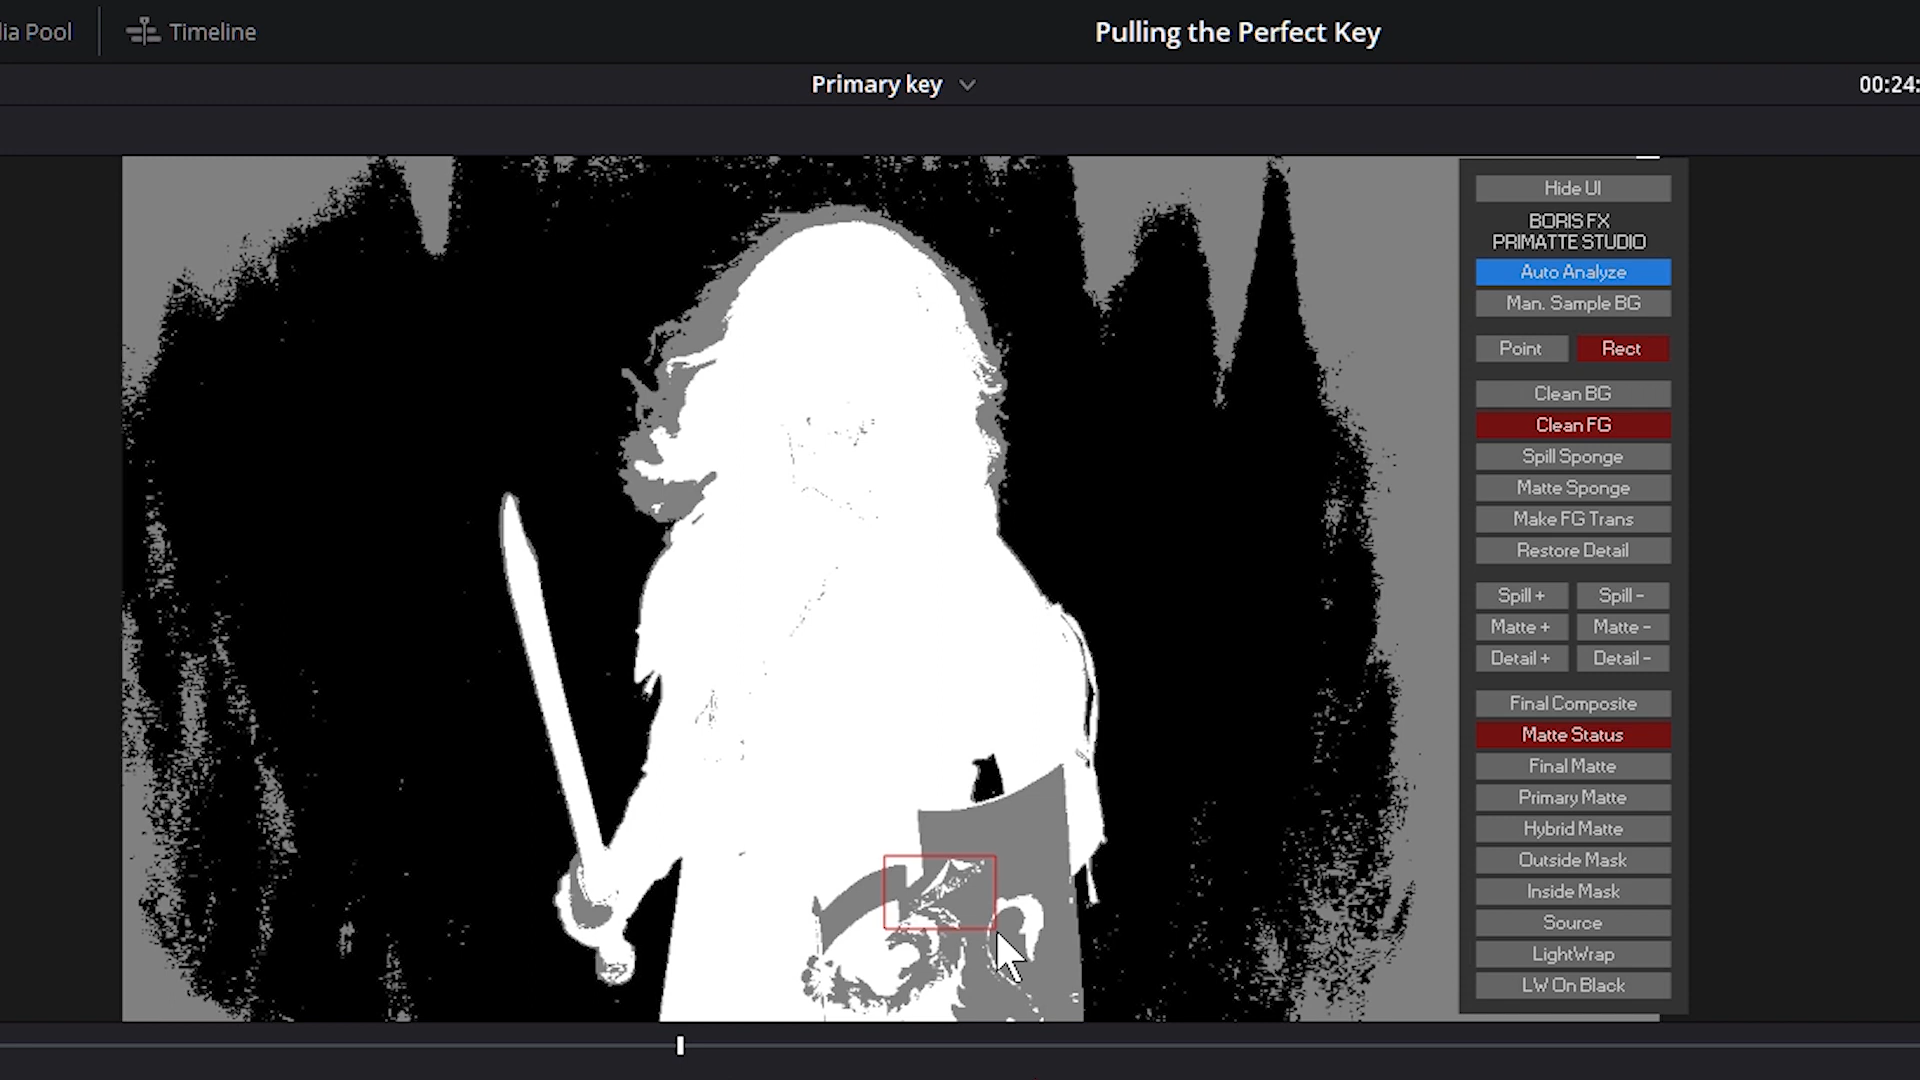 ia Pool
Timeline
Pulling the Perfect Key
Primary key
00:24:
Hide UI
BORIS FX
PRIMATTE STUDIO
Auto Analyze
Man. Sample BG
Point
Rect
Clean BG
Clean FG
Spill Sponge
Matte Sponge
Make FG Trans
Restore Detail
Spill +
Spill -
Matte +
Matte -
Detail +
Detail -
Final Composite
Matte Status
Final Matte
Primary Matte
Hybrid Matte
Outside Mask
Inside Mask
Source
LightWrap
LW On Black